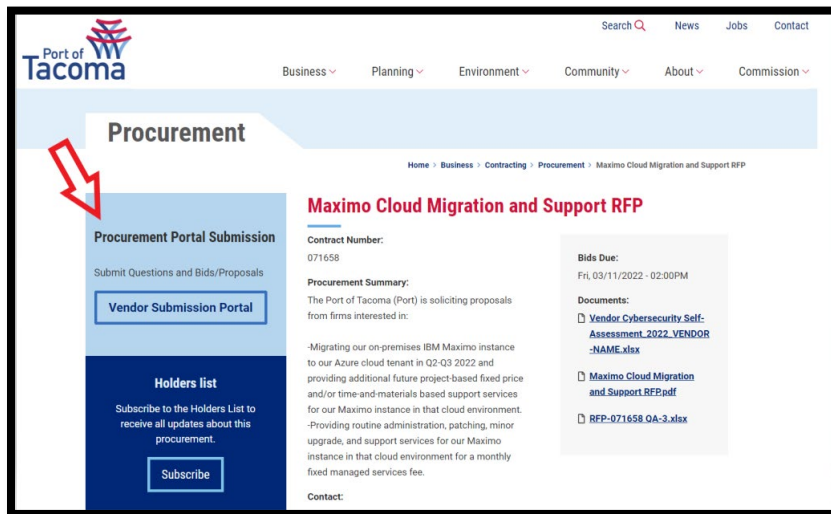 Port of
Tacoma
Search
News
Jobs
Contact
Business
Planning
Environment
Community
About
Commission
Procurement
Home > Business > Contracting > Procurement > Maximo Cloud Migration and Support RFP
Procurement Portal Submission
Submit Questions and Bids/Proposals
Vendor Submission Portal
Holders list
Subscribe to the Holders List to
receive all updates about this
procurement.
Subscribe
Maximo Cloud Migration and Support RFP
Contract Number:
071658
Procurement Summary:
The Port of Tacoma (Port) is soliciting proposals
from firms interested in:
-Migrating our on-premises IBM Maximo instance
to our Azure cloud tenant in Q2-Q3 2022 and
providing additional future project-based fixed price
and/or time-and-materials based support services
for our Maximo instance in that cloud environment.
-Providing routine administration, patching, minor
upgrade, and support services for our Maximo
instance in that cloud environment for a monthly
fixed managed services fee.
Contact:
Bids Due:
Fri, 03/11/2022 - 02:00PM
Documents:
Vendor Cybersecurity Self-
Assessment_2022_VENDOR
-NAME.xlsx
Maximo Cloud Migration
and Support RFP.pdf
RFP-071658 QA-3.xlsx